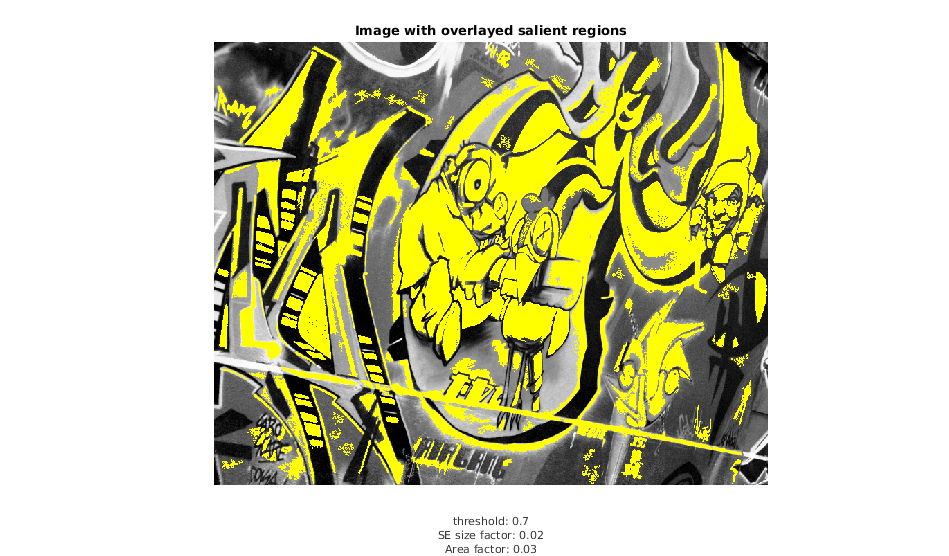 Image with overlayed salient regions
threshold: 0.7
SE size factor: 0.02
Area factor: 0.03